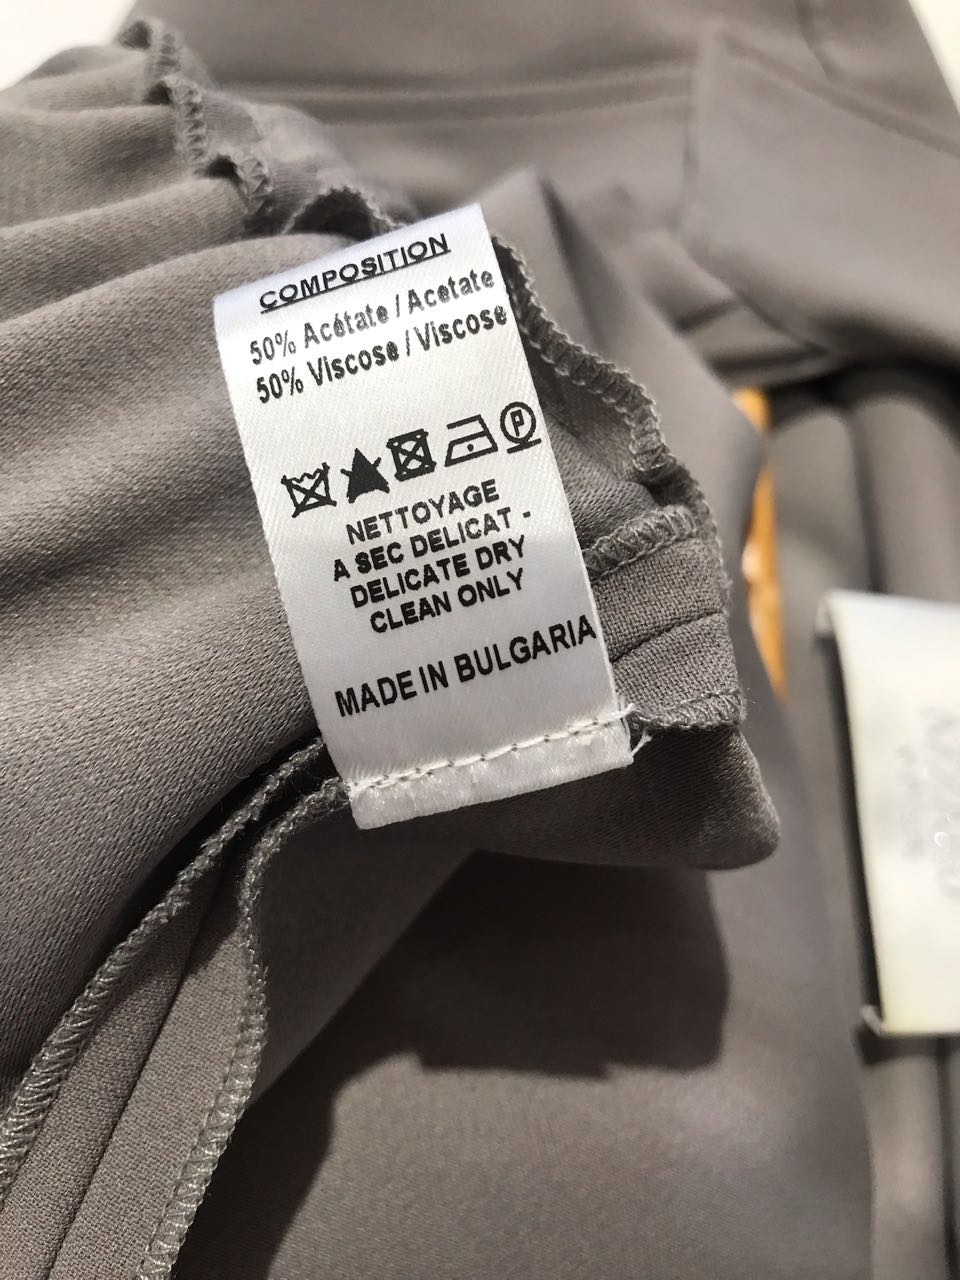 COMPOSITION
50% Acétate / Acetate
50% Viscose / Viscose
P
NETTOYAGE
A SEC DELICAT -
DELICATE DRY
CLEAN ONLY
MADE IN BULGARIA